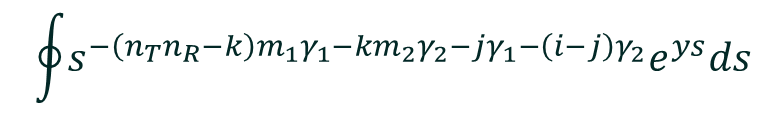 ∮s^{-(n_T n_R-k)m_1γ_1-km_2γ_2-jγ_1-(i-j)γ_2}e^{ys}ds